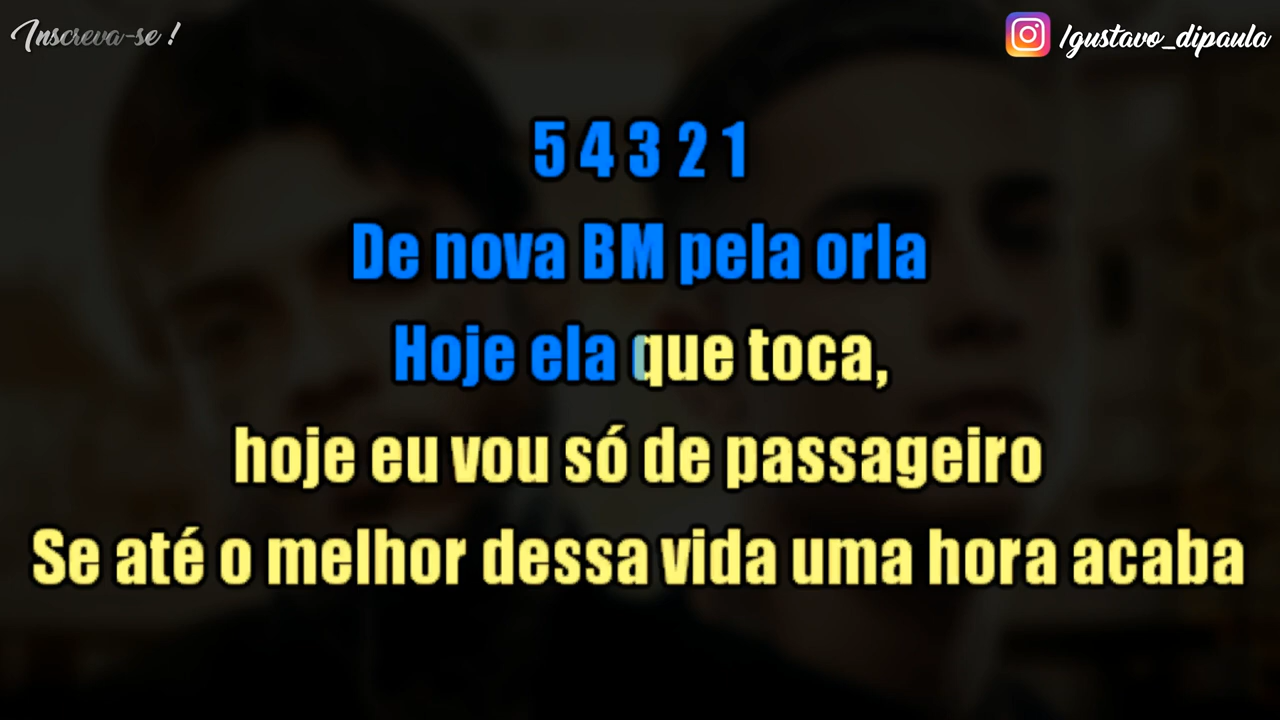 Inscreva-se !
/gustavo_dipaula
5 4 3 2 1
De nova BM pela orla
Hoje ela que toca,
hoje eu vou só de passageiro
Se até o melhor dessa vida uma hora acaba